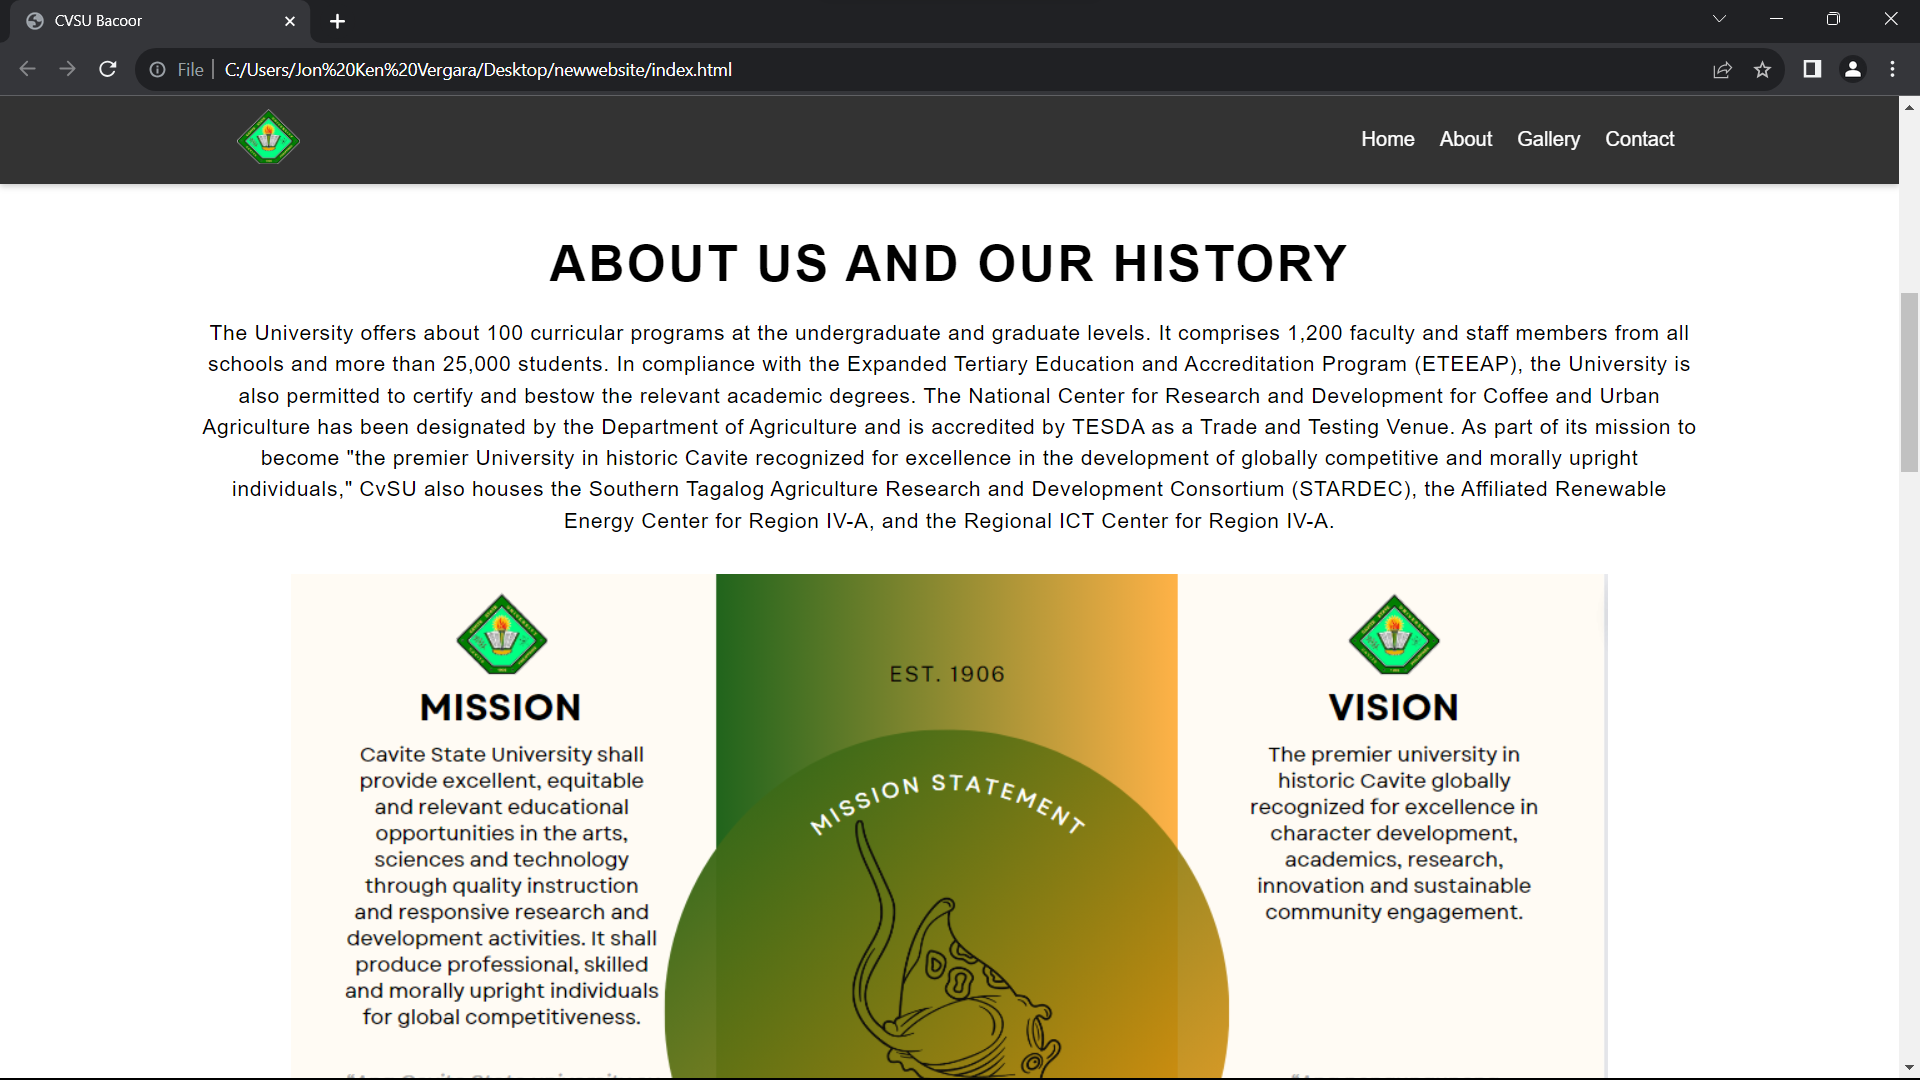 CVSU Bacoor
File
C:/Users/Jon%20Ken%20Vergara/Desktop/newwebsite/index.html
Home About Gallery Contact
ABOUT US AND OUR HISTORY
The University offers about 100 curricular programs at the undergraduate and graduate levels. It comprises 1,200 faculty and staff members from all
schools and more than 25,000 students. In compliance with the Expanded Tertiary Education and Accreditation Program (ETEEAP), the University is
also permitted to certify and bestow the relevant academic degrees. The National Center for Research and Development for Coffee and Urban
Agriculture has been designated by the Department of Agriculture and is accredited by TESDA as a Trade and Testing Venue. As part of its mission to
become "the premier University in historic Cavite recognized for excellence in the development of globally competitive and morally upright
individuals," CvSU also houses the Southern Tagalog Agriculture Research and Development Consortium (STARDEC), the Affiliated Renewable
Energy Center for Region IV-A, and the Regional ICT Center for Region IV-A.
MISSION
Cavite State University shall
provide excellent, equitable
and relevant educational
opportunities in the arts,
sciences and technology
through quality instruction
and responsive research and
development activities. It shall
produce professional, skilled
and morally upright individuals
for global competitiveness.
EST. 1906
MISSION STATEMENT
VISION
The premier university in
historic Cavite globally
recognized for excellence in
character development,
academics, research,
innovation and sustainable
community engagement.